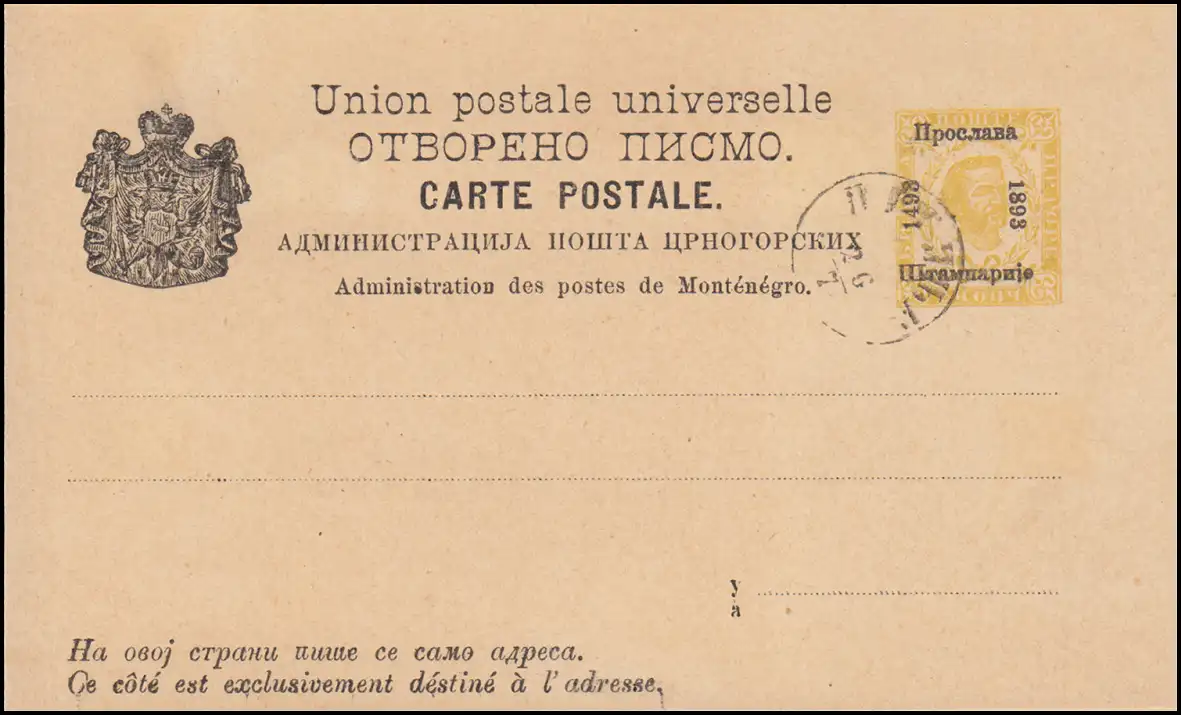 Union postale universelle
ОТВОРЕНО ПИСМО.
CARTE POSTALE.
АДМИНИСТРАЦИЈА ПОШТА ЦРНОГОРСКИХ
Administration des postes de Monténégro.
ПОШТЕ
Прослава
1493
1893
Штампарије
у
à
На овој страни пише се само адреса.
Ce côté est exclusivement déstiné à l'adresse.